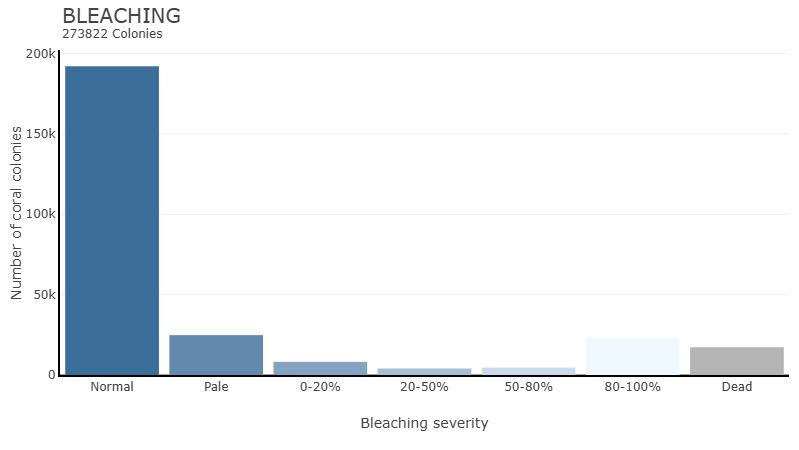 BLEACHING
273822 Colonies
Number of coral colonies
200k
150k
100k
50k
0
Normal Pale 0-20% 20-50% 50-80% 80-100% Dead
Bleaching severity